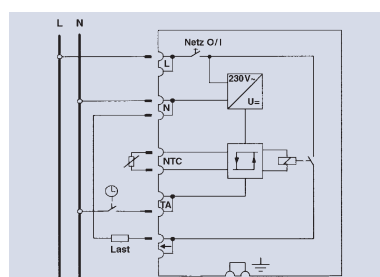 L N
Netz O/I
L
230V~
U=
N
NTC
TA
Last